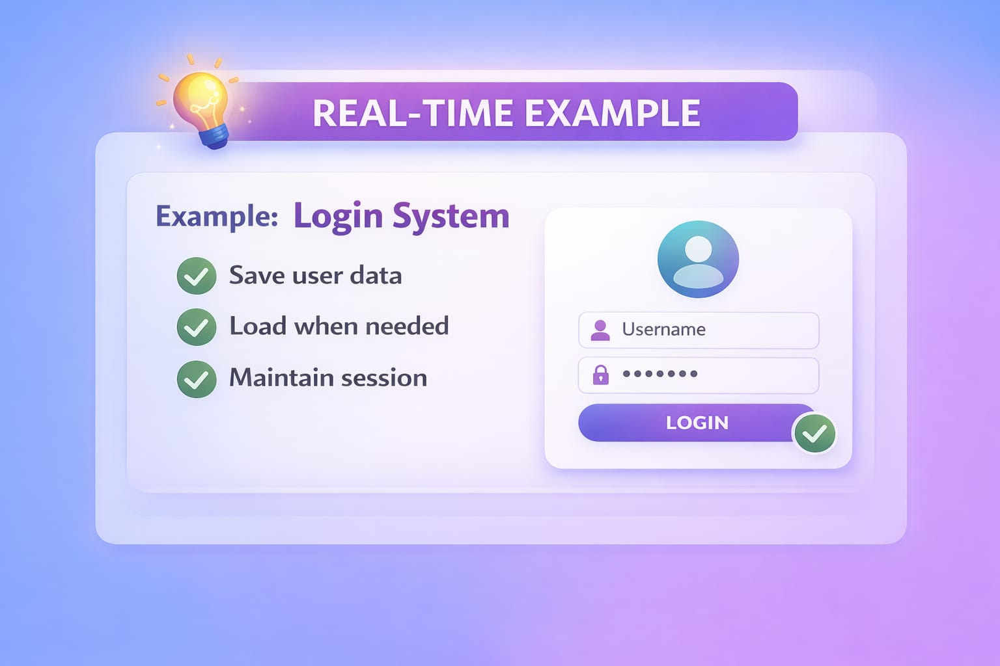 REAL-TIME EXAMPLE
Example: Login System
Save user data
Load when needed
Maintain session
Username
•••••••
LOGIN